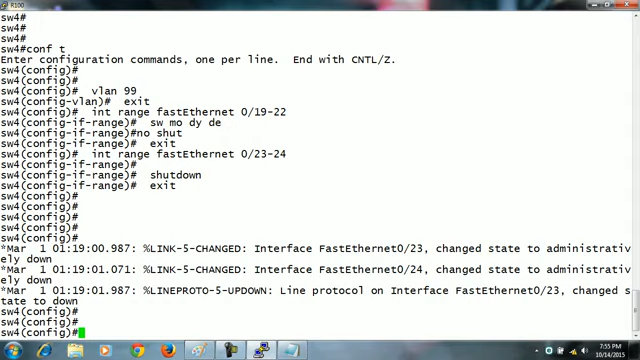 R100
sw4#
sw4#
sw4#
sw4#conf t
Enter configuration commands, one per line.  End with CNTL/Z.
sw4(config)#
sw4(config)#
sw4(config)#  vlan 99
sw4(config-vlan)#  exit
sw4(config)#  int range fastEthernet 0/19-22
sw4(config-if-range)#  sw mo dy de
sw4(config-if-range)#no shut
sw4(config-if-range)#  exit
sw4(config)#  int range fastEthernet 0/23-24
sw4(config-if-range)#
sw4(config-if-range)#  shutdown
sw4(config-if-range)#  exit
sw4(config)#
sw4(config)#
sw4(config)#
sw4(config)#
sw4(config)#
*Mar  1 01:19:00.987: %LINK-5-CHANGED: Interface FastEthernet0/23, changed state to administrativ
ely down
*Mar  1 01:19:01.071: %LINK-5-CHANGED: Interface FastEthernet0/24, changed state to administrativ
ely down
*Mar  1 01:19:01.987: %LINEPROTO-5-UPDOWN: Line protocol on Interface FastEthernet0/23, changed s
tate to down
sw4(config)#
sw4(config)#
sw4(config)#
7:55 PM
10/14/2015